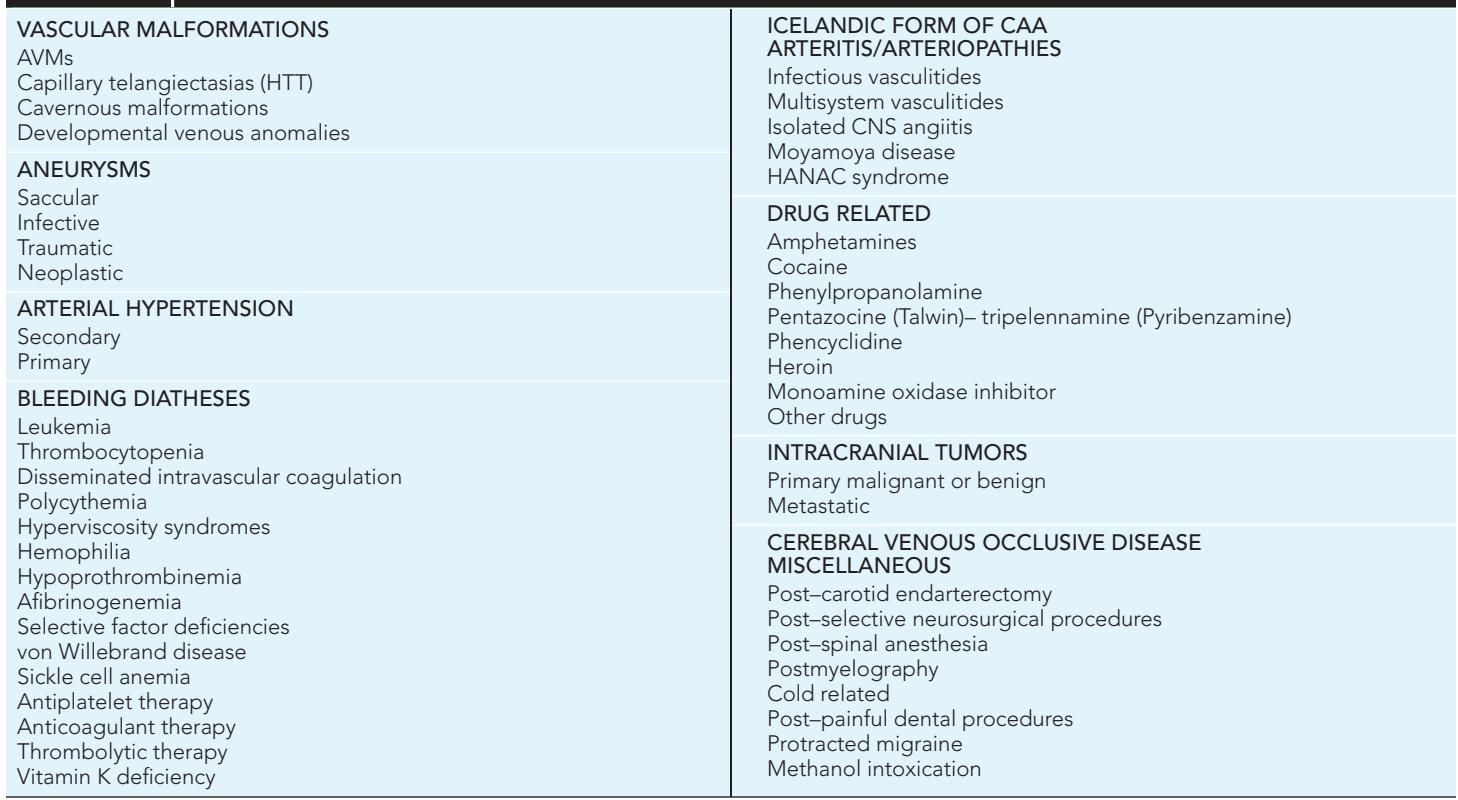 VASCULAR MALFORMATIONS
AVMs
Capillary telangiectasias (HTT)
Cavernous malformations
Developmental venous anomalies
ANEURYSMS
Saccular
Infective
Traumatic
Neoplastic
ARTERIAL HYPERTENSION
Secondary
Primary
BLEEDING DIATHESES
Leukemia
Thrombocytopenia
Disseminated intravascular coagulation
Polycythemia
Hyperviscosity syndromes
Hemophilia
Hypoprothrombinemia
Afibrinogenemia
Selective factor deficiencies
von Willebrand disease
Sickle cell anemia
Antiplatelet therapy
Anticoagulant therapy
Thrombolytic therapy
Vitamin K deficiency
ICELANDIC FORM OF CAA
ARTERITIS/ARTERIOPATHIES
Infectious vasculitides
Multisystem vasculitides
Isolated CNS angiitis
Moyamoya disease
HANAC syndrome
DRUG RELATED
Amphetamines
Cocaine
Phenylpropanolamine
Pentazocine (Talwin)– tripelennamine (Pyribenzamine)
Phencyclidine
Heroin
Monoamine oxidase inhibitor
Other drugs
INTRACRANIAL TUMORS
Primary malignant or benign
Metastatic
CEREBRAL VENOUS OCCLUSIVE DISEASE
MISCELLANEOUS
Post–carotid endarterectomy
Post–selective neurosurgical procedures
Post–spinal anesthesia
Postmyelography
Cold related
Post–painful dental procedures
Protracted migraine
Methanol intoxication